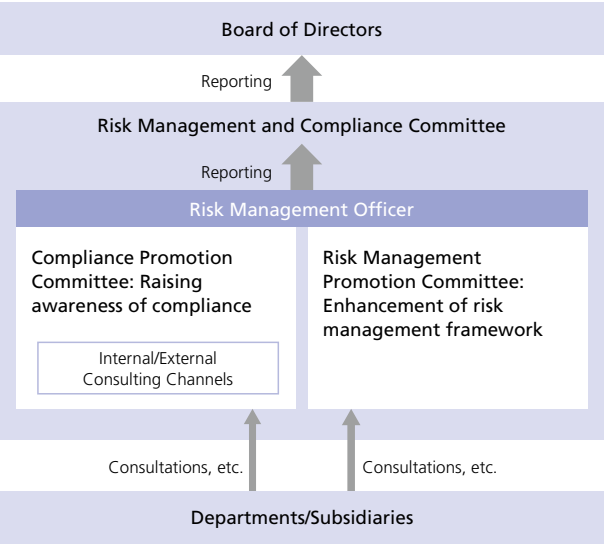 Board of Directors
Reporting
Risk Management and Compliance Committee
Reporting
Risk Management Officer
Compliance Promotion
Committee: Raising
awareness of compliance
Internal/External
Consulting Channels
Risk Management
Promotion Committee:
Enhancement of risk
management framework
Consultations, etc.
Consultations, etc.
Departments/Subsidiaries